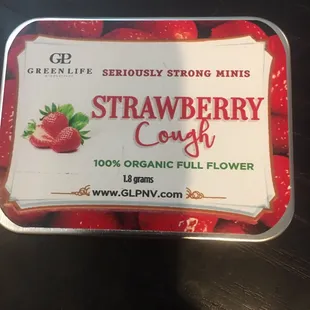 GP
GREEN LIFE
SERIOUSLY STRONG MINIS
STRAWBERRY
Cough
100% ORGANIC FULL FLOWER
1.8 grams
www.GLPNV.com